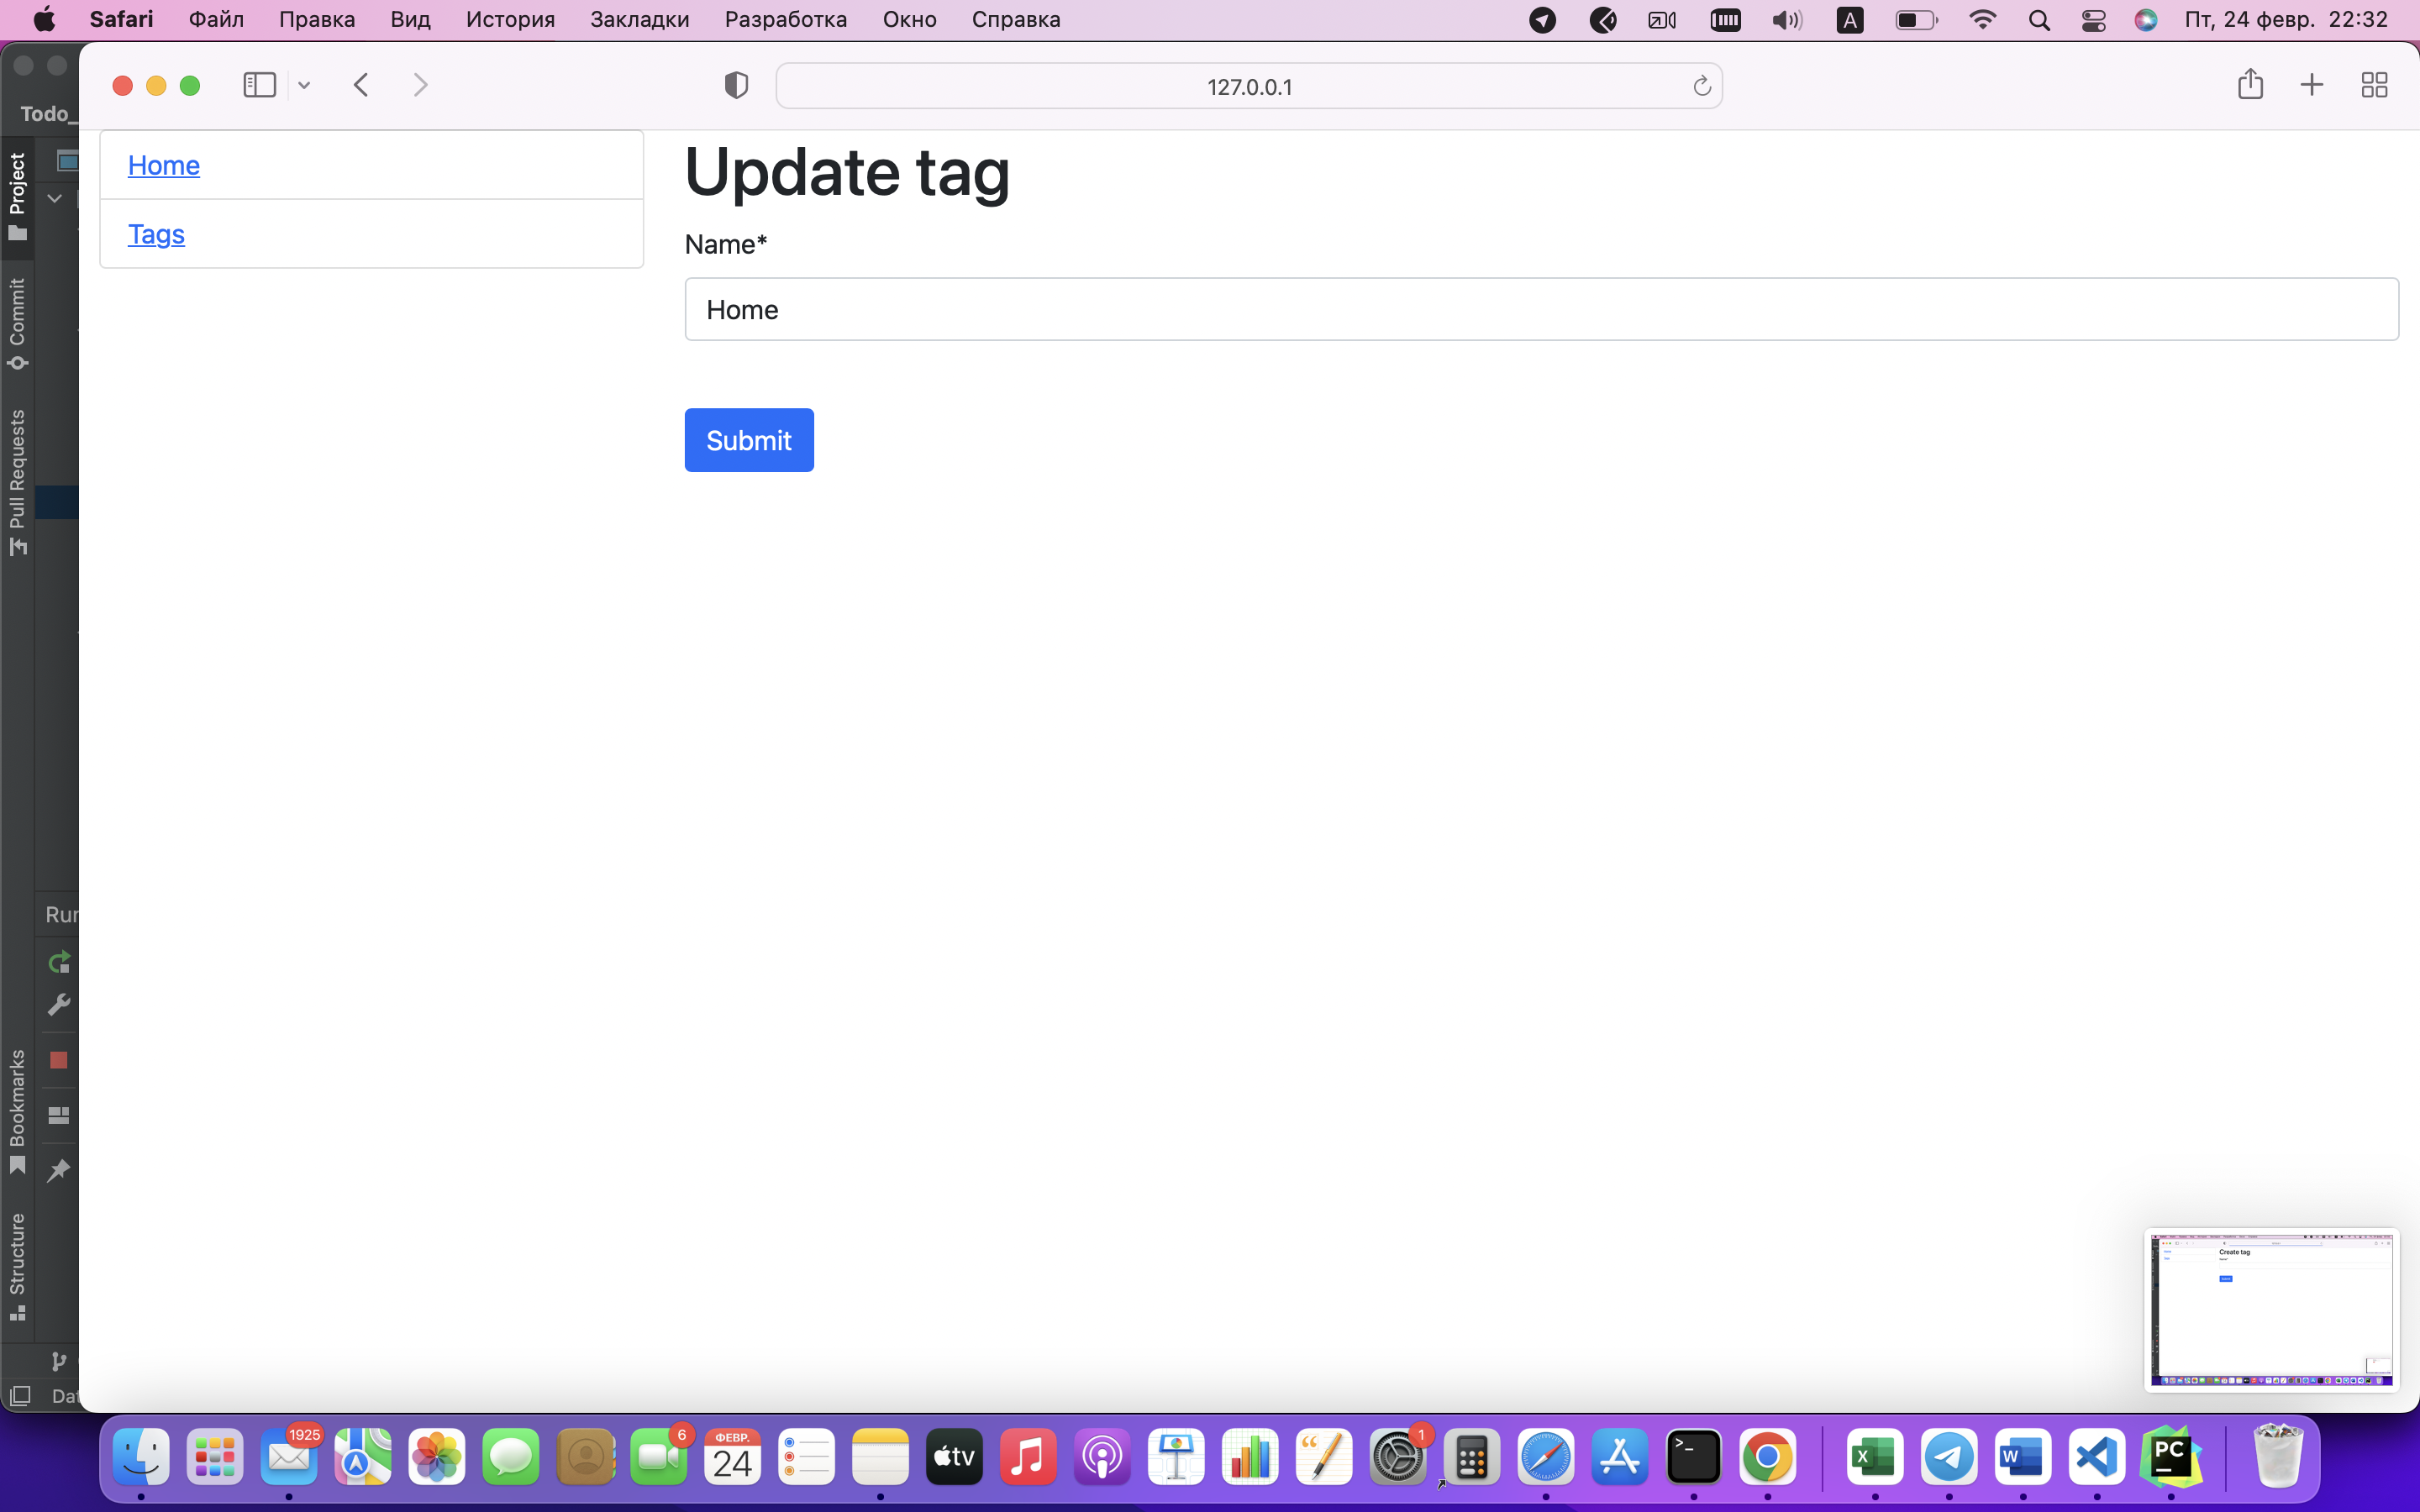 Safari Файл Правка Вид История Закладки Разработка Окно Справка A Пт, 24 февр. 22:32
127.0.0.1
Todo_
Project
Commit
Pull Requests
Bookmarks
Structure
Home
Tags
Update tag
Name*
Home
Submit
Run
Create tag
1925
6
ФЕВР.
24
tv
1
X
W
PC